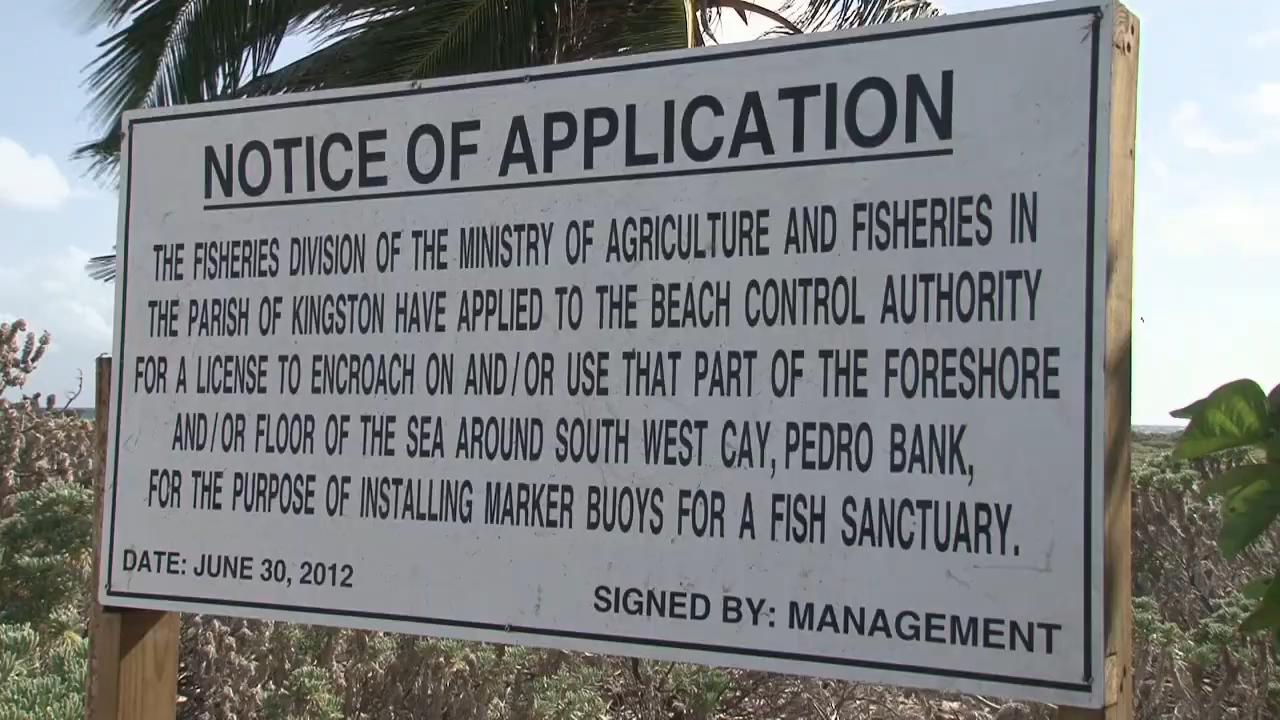 NOTICE OF APPLICATION
THE FISHERIES DIVISION OF THE MINISTRY OF AGRICULTURE AND FISHERIES IN
THE PARISH OF KINGSTON HAVE APPLIED TO THE BEACH CONTROL AUTHORITY
FOR A LICENSE TO ENCROACH ON AND/OR USE THAT PART OF THE FORESHORE
AND/OR FLOOR OF THE SEA AROUND SOUTH WEST CAY, PEDRO BANK,
FOR THE PURPOSE OF INSTALLING MARKER BUOYS FOR A FISH SANCTUARY.
DATE: JUNE 30, 2012
SIGNED BY: MANAGEMENT